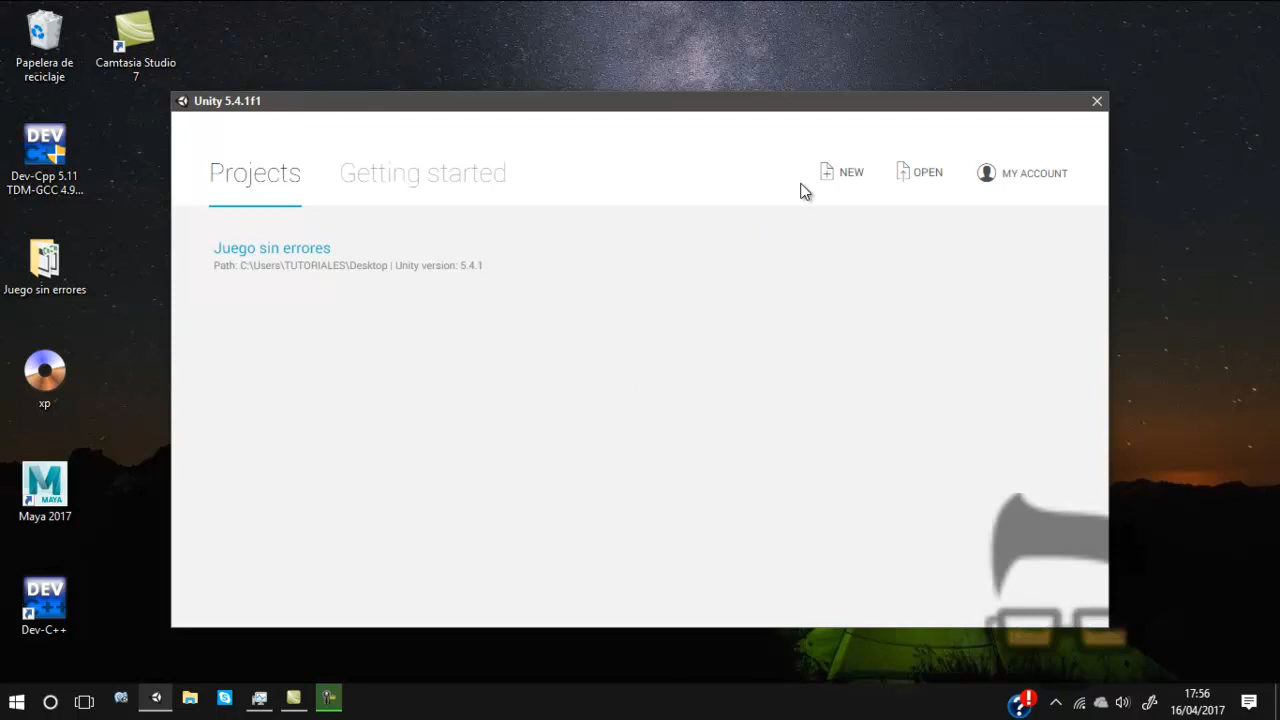 Papelera de
reciclaje
Camtasia Studio
7
DEV
C++
Dev-Cpp 5.11
TDM-GCC 4.9...
Juego sin errores
xp
M
MAYA
Maya 2017
DEV
C++
Dev-C++
Unity 5.4.1f1
Projects
Getting started
NEW
OPEN
MY ACCOUNT
Juego sin errores
Path: C:\Users\TUTORIALES\Desktop | Unity version: 5.4.1
17:56
16/04/2017